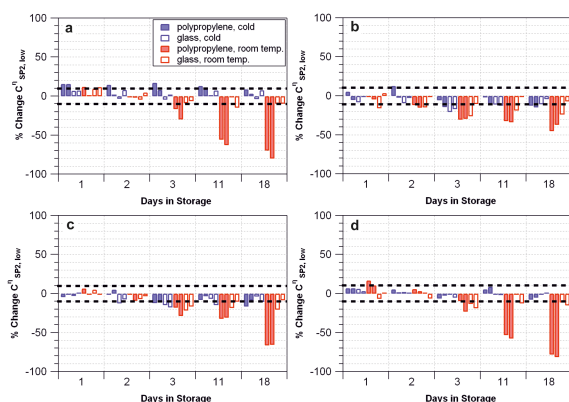 a
polypropylene, cold
glass, cold
polypropylene, room temp.
glass, room temp.
100
50
0
-50
-100
% Change C^η SP2, low
1 2 3 11 18
Days in Storage
b
100
50
0
-50
-100
% Change C^η SP2, low
1 2 3 11 18
Days in Storage
c
100
50
0
-50
-100
% Change C^η SP2, low
1 2 3 11 18
Days in Storage
d
100
50
0
-50
-100
% Change C^η SP2, low
1 2 3 11 18
Days in Storage